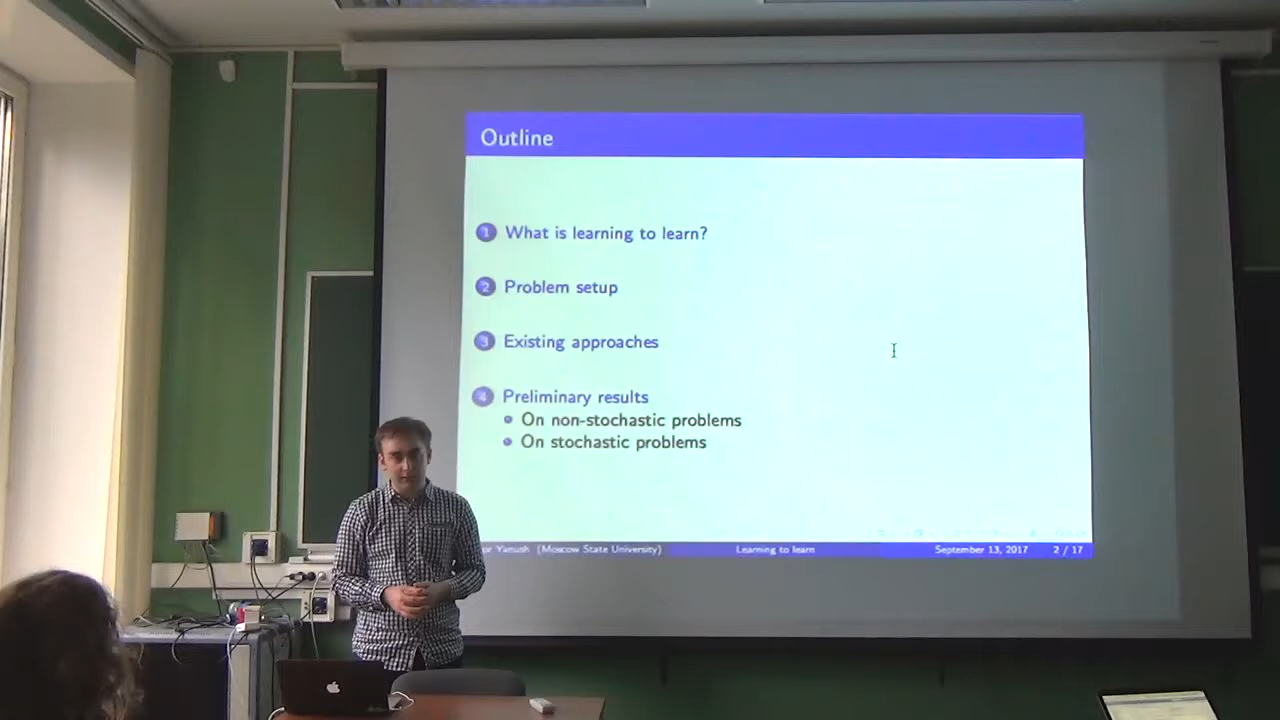 Outline
1 What is learning to learn?
2 Problem setup
3 Existing approaches
4 Preliminary results
On non-stochastic problems
On stochastic problems
Yanush (Moscow State University) Learning to learn September 13, 2017 2 / 17